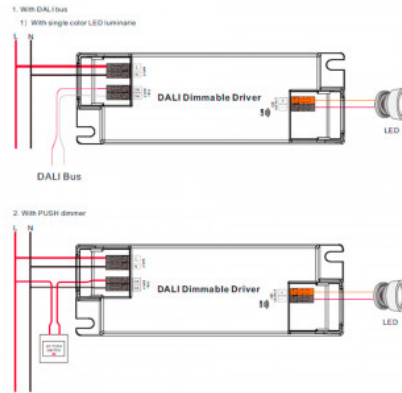 1. With DALI bus
1) With single color LED luminarie
L N
DALI Dimmable Driver
LED
DALI Bus
2. With PUSH dimmer
L N
DALI Dimmable Driver
LED